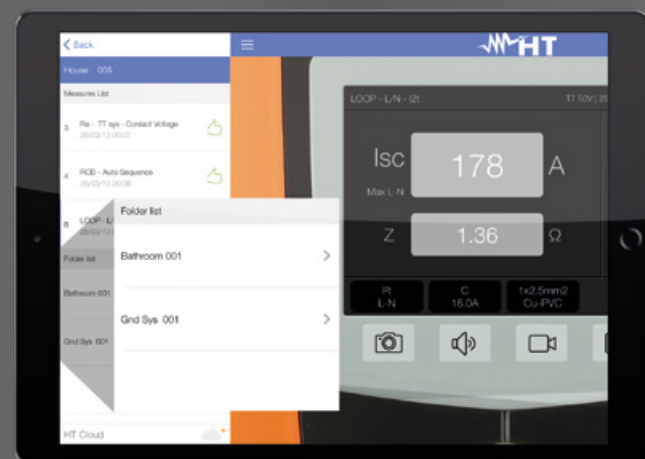 Back
House 005
Measures List
3 Ra - TT sys - Contact Voltage
25/03/13 00:07
4 RCD - Auto Sequence
25/03/13 00:08
5 LOOP - L/
25/03/13
Folder list
Bathroom 001
Gnd Sys 001
HT Cloud
Folder list
Bathroom 001
Gnd Sys 001
HT
LOOP - L/N - I2t
TT 50V | 25
Isc 178 A
Max L-N
Z 1.36 Ω
Pt
L-N
C
16.0A
1x2.5mm2
Cu-PVC